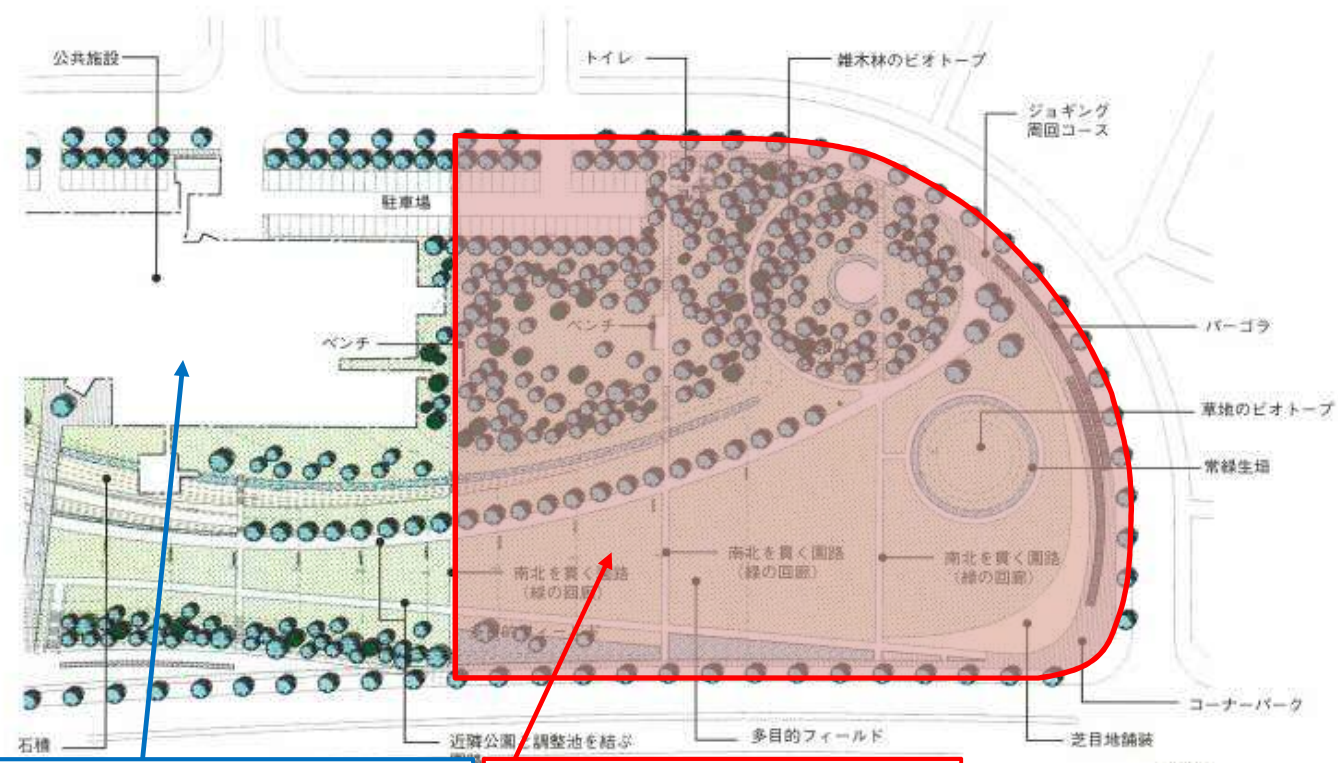 公共施設
トイレ
雑木林のビオトープ
ジョギング
周回コース
駐車場
ベンチ
ベンチ
パーゴラ
草地のビオトープ
常緑生垣
南北を貫く園路
(緑の回廊)
南北を貫く園路
(緑の回廊)
南北を貫く園路
(緑の回廊)
コーナーパーク
石積
近隣公園と調整池を結ぶ
多目的フィールド
芝目地舗装